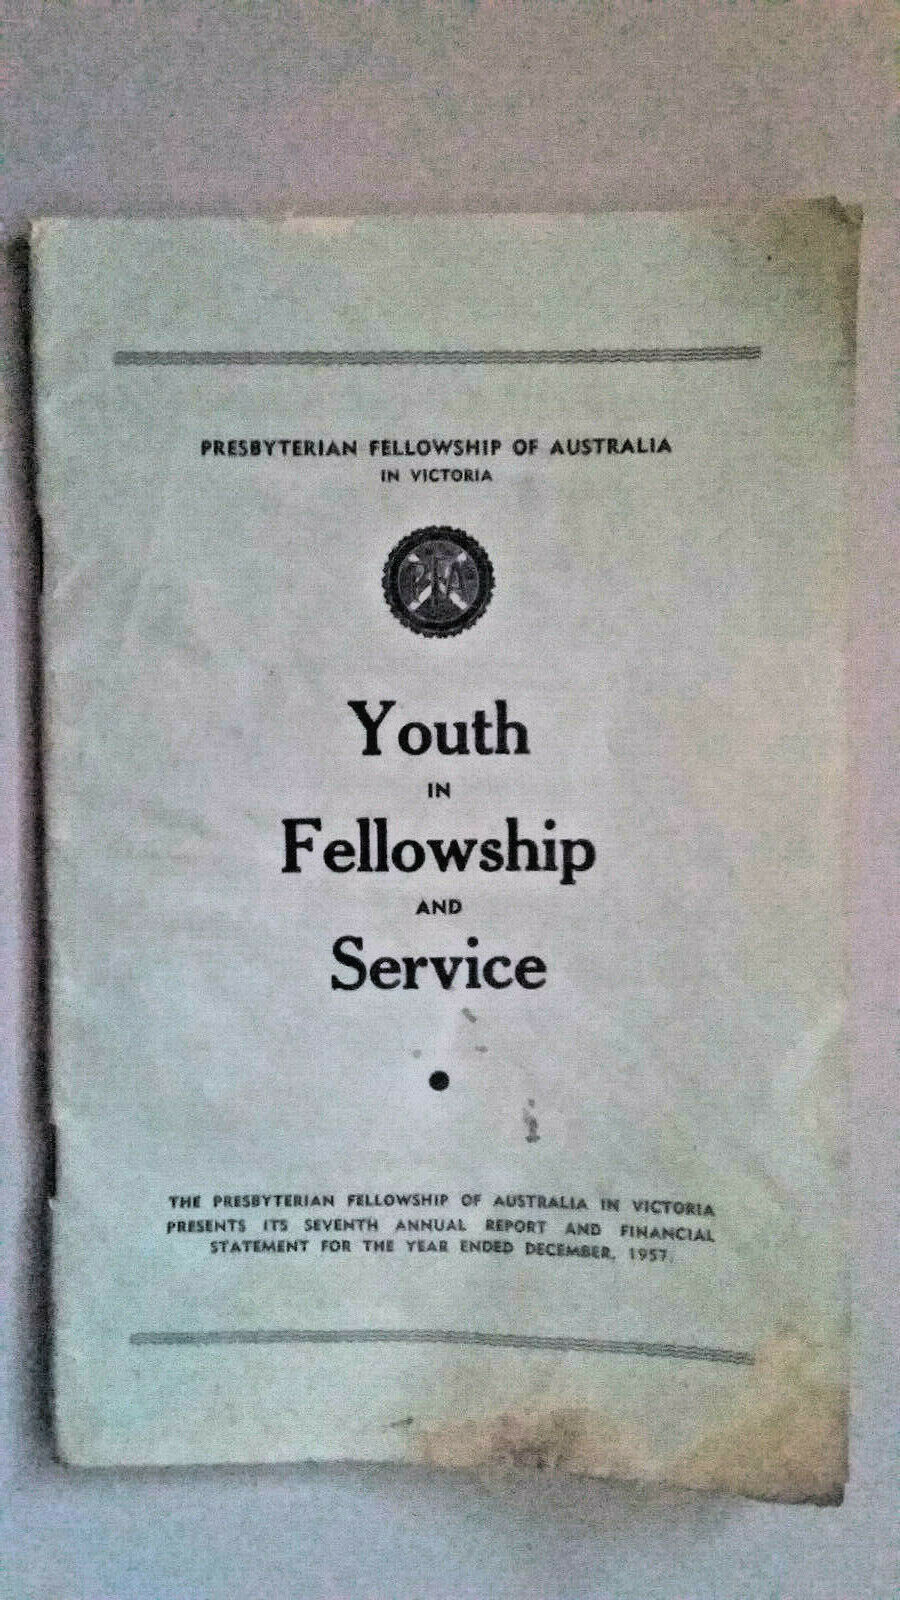 PRESBYTERIAN FELLOWSHIP OF AUSTRALIA
IN VICTORIA
PFA
Youth
IN
Fellowship
AND
Service
THE PRESBYTERIAN FELLOWSHIP OF AUSTRALIA IN VICTORIA
PRESENTS ITS SEVENTH ANNUAL REPORT AND FINANCIAL
STATEMENT FOR THE YEAR ENDED DECEMBER, 1957.